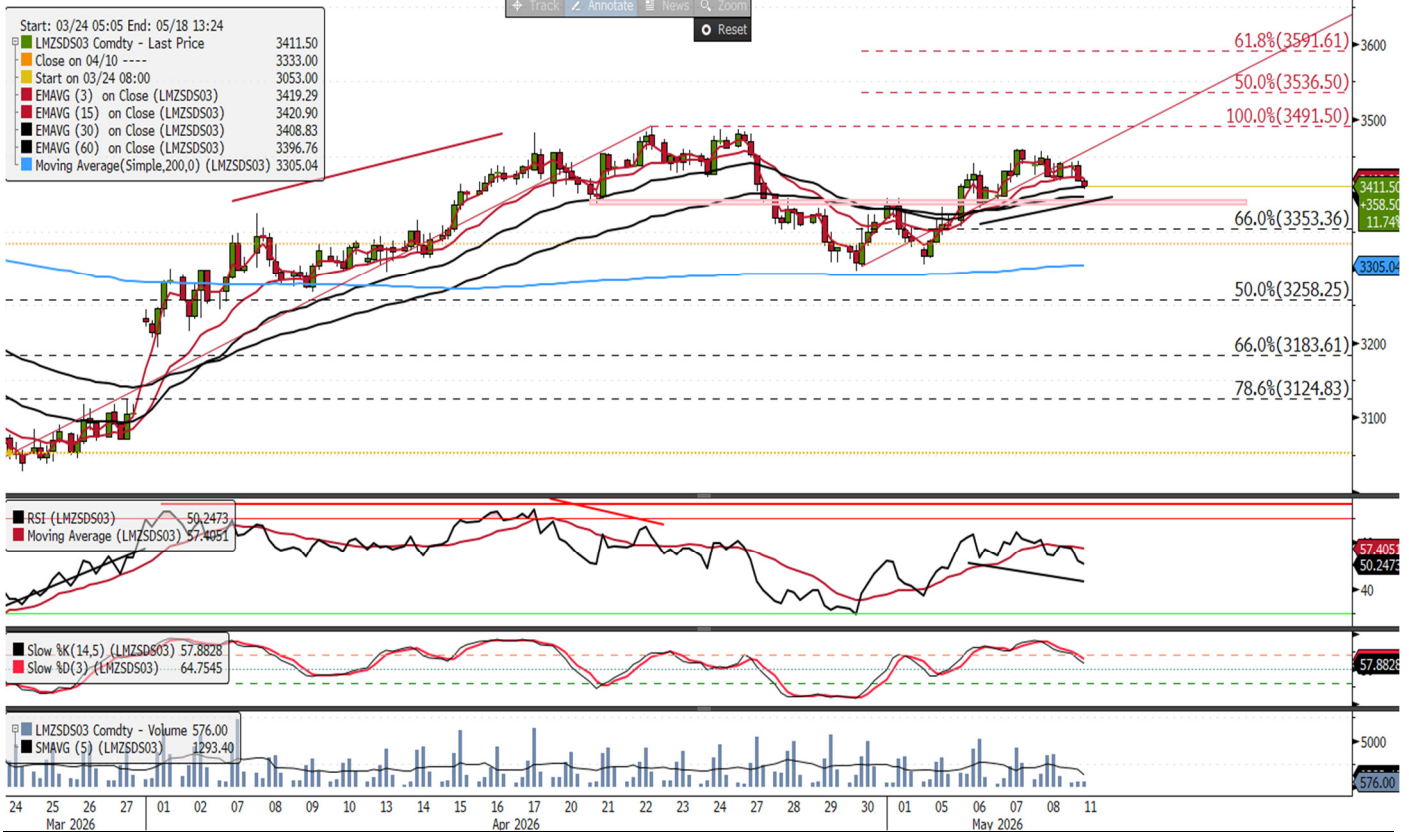 Track Annotate News Zoom
Reset
Start: 03/24 05:05 End: 05/18 13:24
LMZSDS03 Comdty - Last Price 3411.50
Close on 04/10 ---- 3333.00
Start on 03/24 08:00 3053.00
EMAVG (3) on Close (LMZSDS03) 3419.29
EMAVG (15) on Close (LMZSDS03) 3420.90
EMAVG (30) on Close (LMZSDS03) 3408.83
EMAVG (60) on Close (LMZSDS03) 3396.76
Moving Average(Simple,200,0) (LMZSDS03) 3305.04
61.8%(3591.61)
3600
50.0%(3536.50)
100.0%(3491.50)
3500
3411.50
+358.50
11.74%
66.0%(3353.36)
3305.04
50.0%(3258.25)
3200
66.0%(3183.61)
78.6%(3124.83)
3100
RSI (LMZSDS03) 50.2473
Moving Average (LMZSDS03) 57.4051
57.4051
50.2473
40
Slow %K(14,5) (LMZSDS03) 57.8828
Slow %D(3) (LMZSDS03) 64.7545
57.8828
LMZSDS03 Comdty - Volume 576.00
SMAVG (5) (LMZSDS03) 1293.40
5000
576.00
24 25 26 27 01 02 07 08 09 10 13 14 15 16 17 20 21 22 23 24 27 28 29 30 01 05 06 07 08 11
Mar 2026 Apr 2026 May 2026